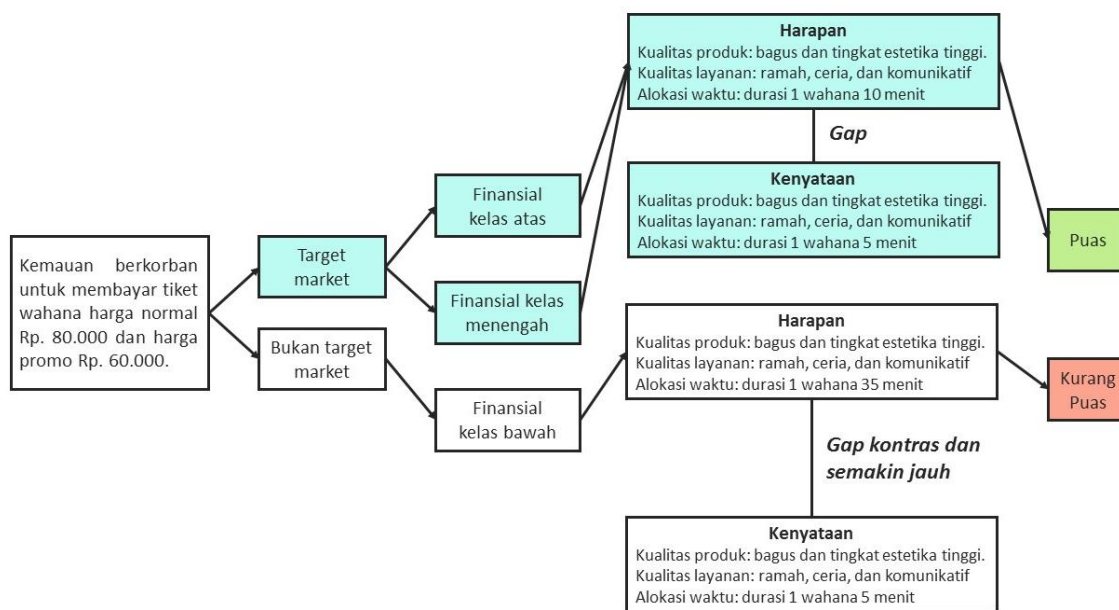 Kemauan berkorban
untuk membayar tiket
wahana harga normal
Rp. 80.000 dan harga
promo Rp. 60.000.
Target
market
Bukan target
market
Finansial
kelas atas
Finansial kelas
menengah
Finansial
kelas bawah
Harapan
Kualitas produk: bagus dan tingkat estetika tinggi.
Kualitas layanan: ramah, ceria, dan komunikatif
Alokasi waktu: durasi 1 wahana 10 menit
Gap
Kenyataan
Kualitas produk: bagus dan tingkat estetika tinggi.
Kualitas layanan: ramah, ceria, dan komunikatif
Alokasi waktu: durasi 1 wahana 5 menit
Puas
Harapan
Kualitas produk: bagus dan tingkat estetika tinggi.
Kualitas layanan: ramah, ceria, dan komunikatif
Alokasi waktu: durasi 1 wahana 35 menit
Kurang
Puas
Gap kontras dan
semakin jauh
Kenyataan
Kualitas produk: bagus dan tingkat estetika tinggi.
Kualitas layanan: ramah, ceria, dan komunikatif
Alokasi waktu: durasi 1 wahana 5 menit